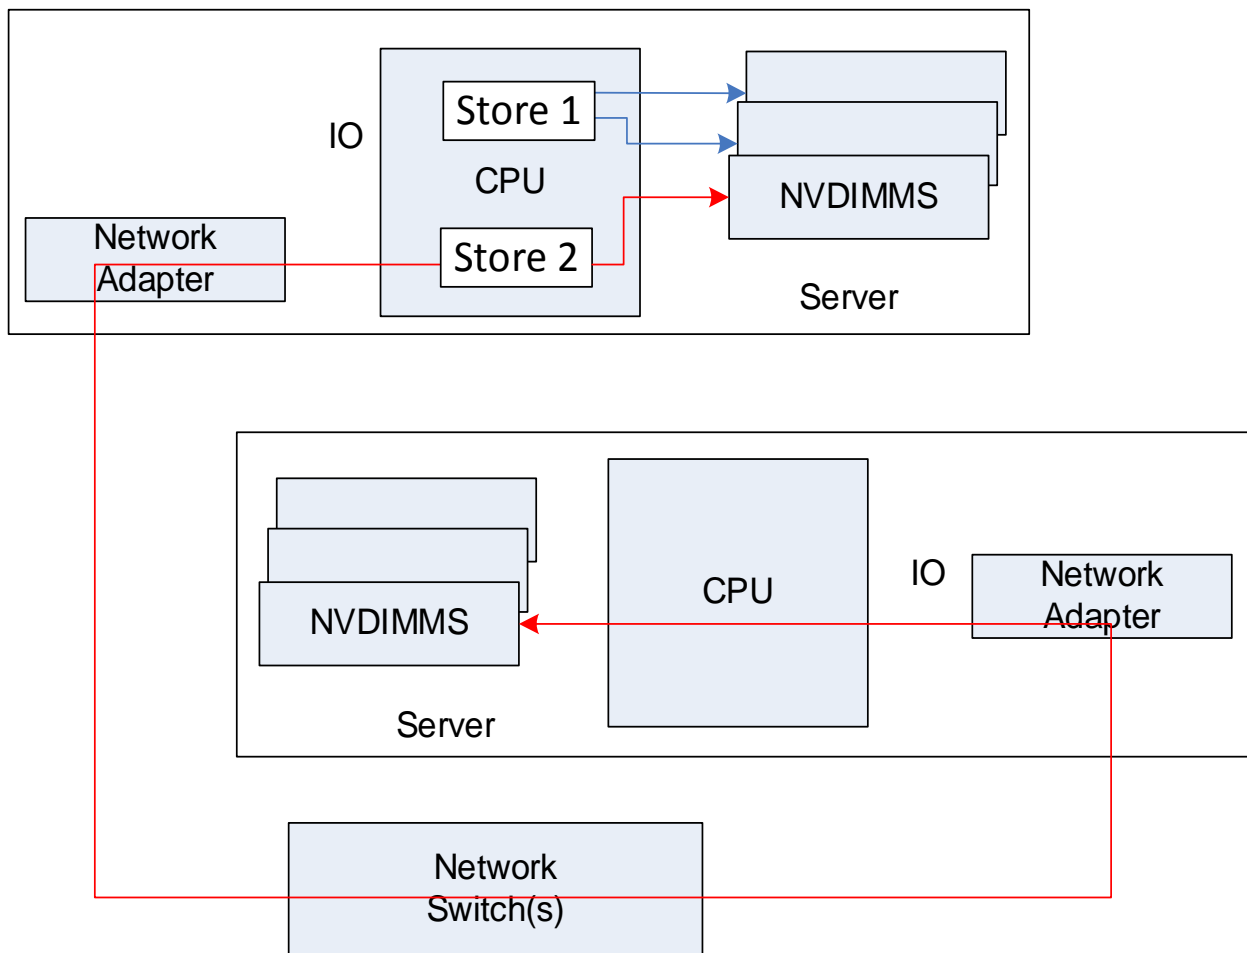 Store 1
IO
CPU
NVDIMMS
Network
Adapter
Store 2
Server
CPU
IO
Network
Adapter
NVDIMMS
Server
Network
Switch(s)